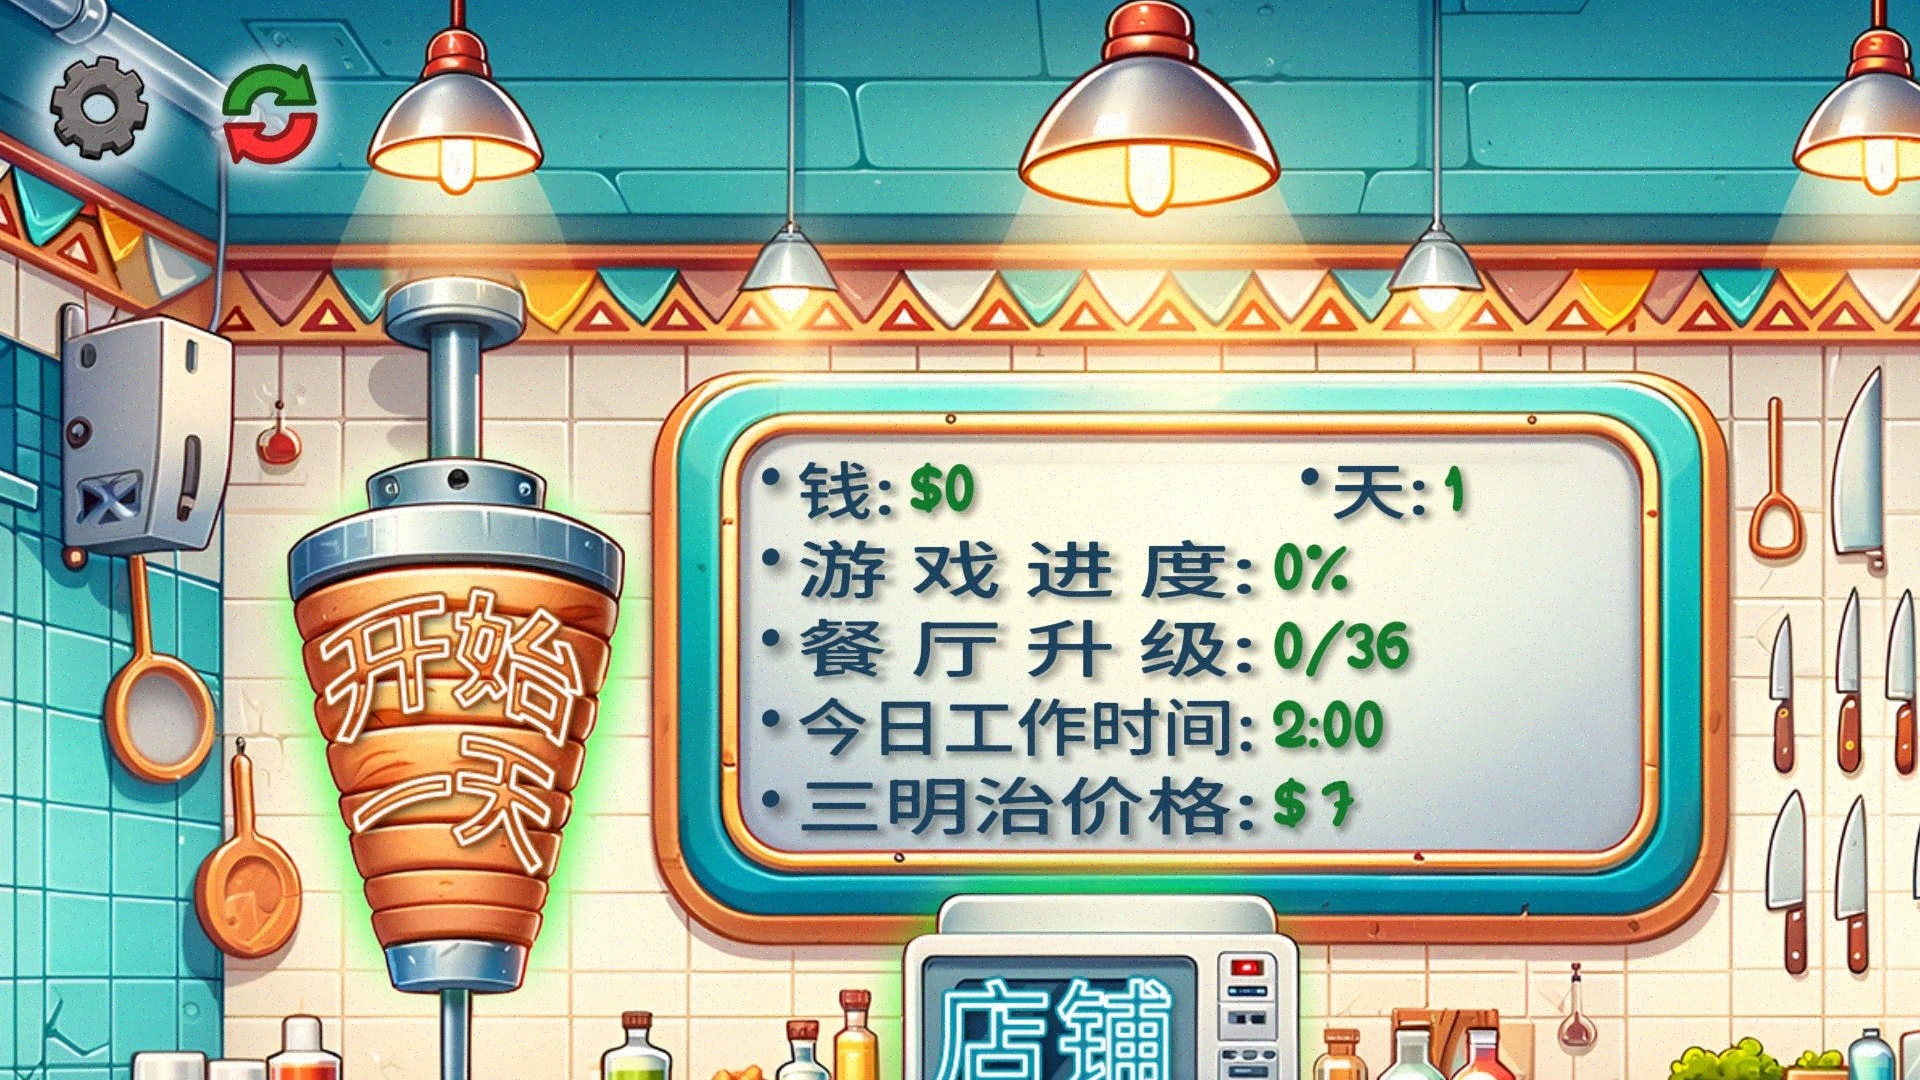 钱: $0
天: 1
游戏进度: 0%
餐厅升级: 0/36
今日工作时间: 2:00
三明治价格: $7
开始
一天
店铺